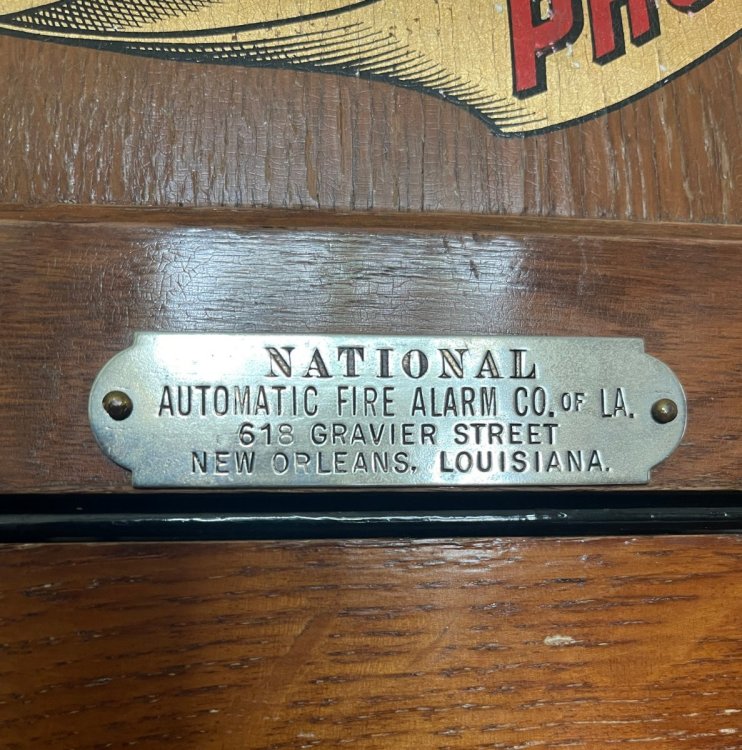 NATIONAL
AUTOMATIC FIRE ALARM CO. OF LA.
618 GRAVIER STREET
NEW ORLEANS, LOUISIANA.